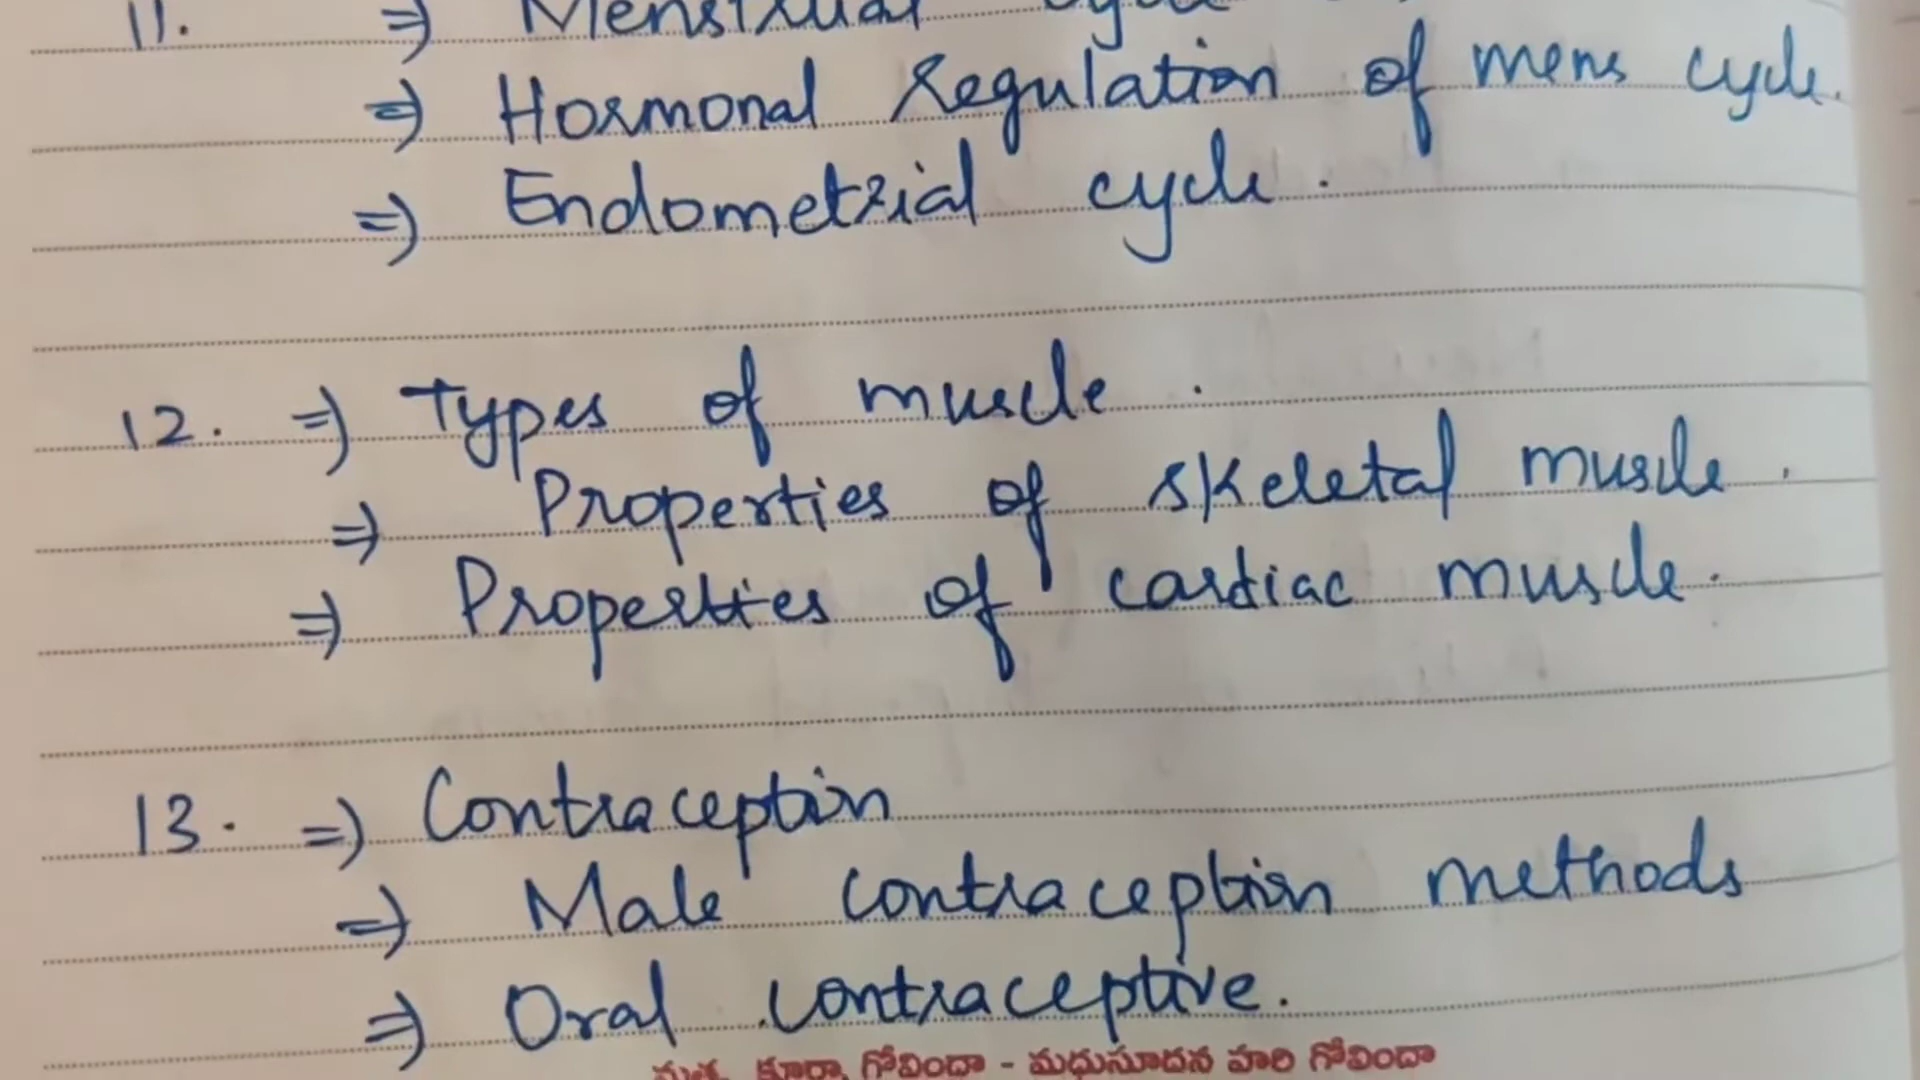 11. ⇒ Menstrual cycle
⇒ Hormonal regulation of mens cycle.
⇒ Endometrial cycle.
12. ⇒ Types of muscle.
⇒ Properties of skeletal muscle.
⇒ Properties of cardiac muscle.
13. ⇒ Contraception
⇒ Male contraception methods
⇒ Oral contraceptive.
కూర్మా గోవిందా - మధుసూదన హరి గోవిందా